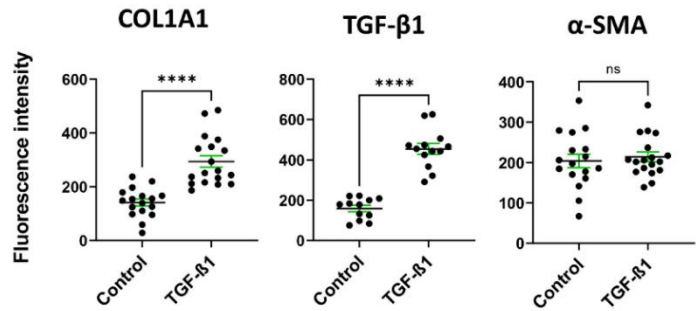 COL1A1
TGF-β1
α-SMA
Fluorescence intensity
600
400
200
0
****
Control
TGF-ß1
800
600
400
200
0
****
Control
TGF-ß1
400
300
200
100
0
ns
Control
TGF-ß1